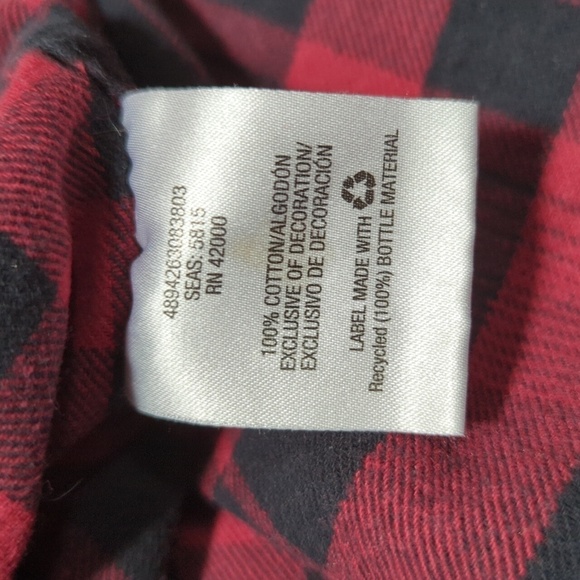 4894263083803
SEAS: 5815
RN 42000
100% COTTON/ALGODÓN
EXCLUSIVE OF DECORATION/
EXCLUSIVO DE DECORACIÓN
LABEL MADE WITH ♻
Recycled (100%) BOTTLE MATERIAL